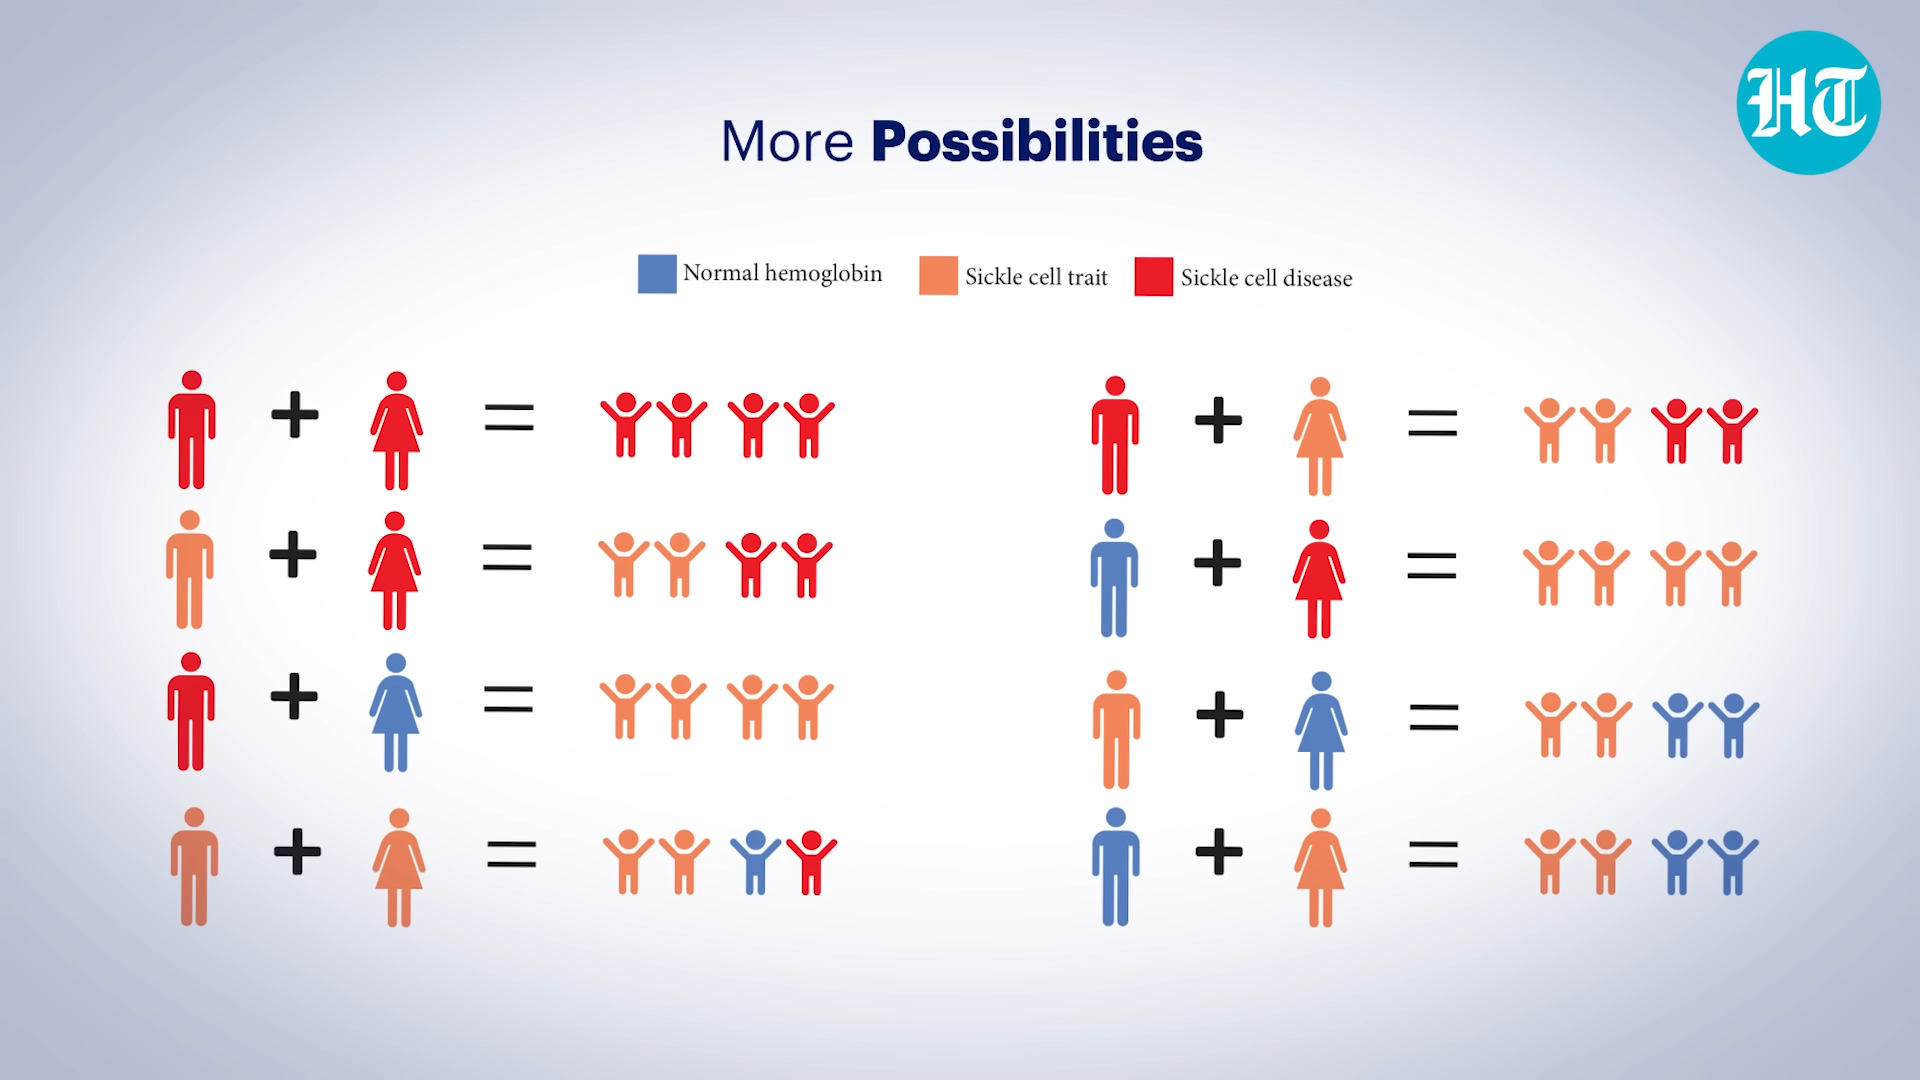 HT
More Possibilities
Normal hemoglobin
Sickle cell trait
Sickle cell disease